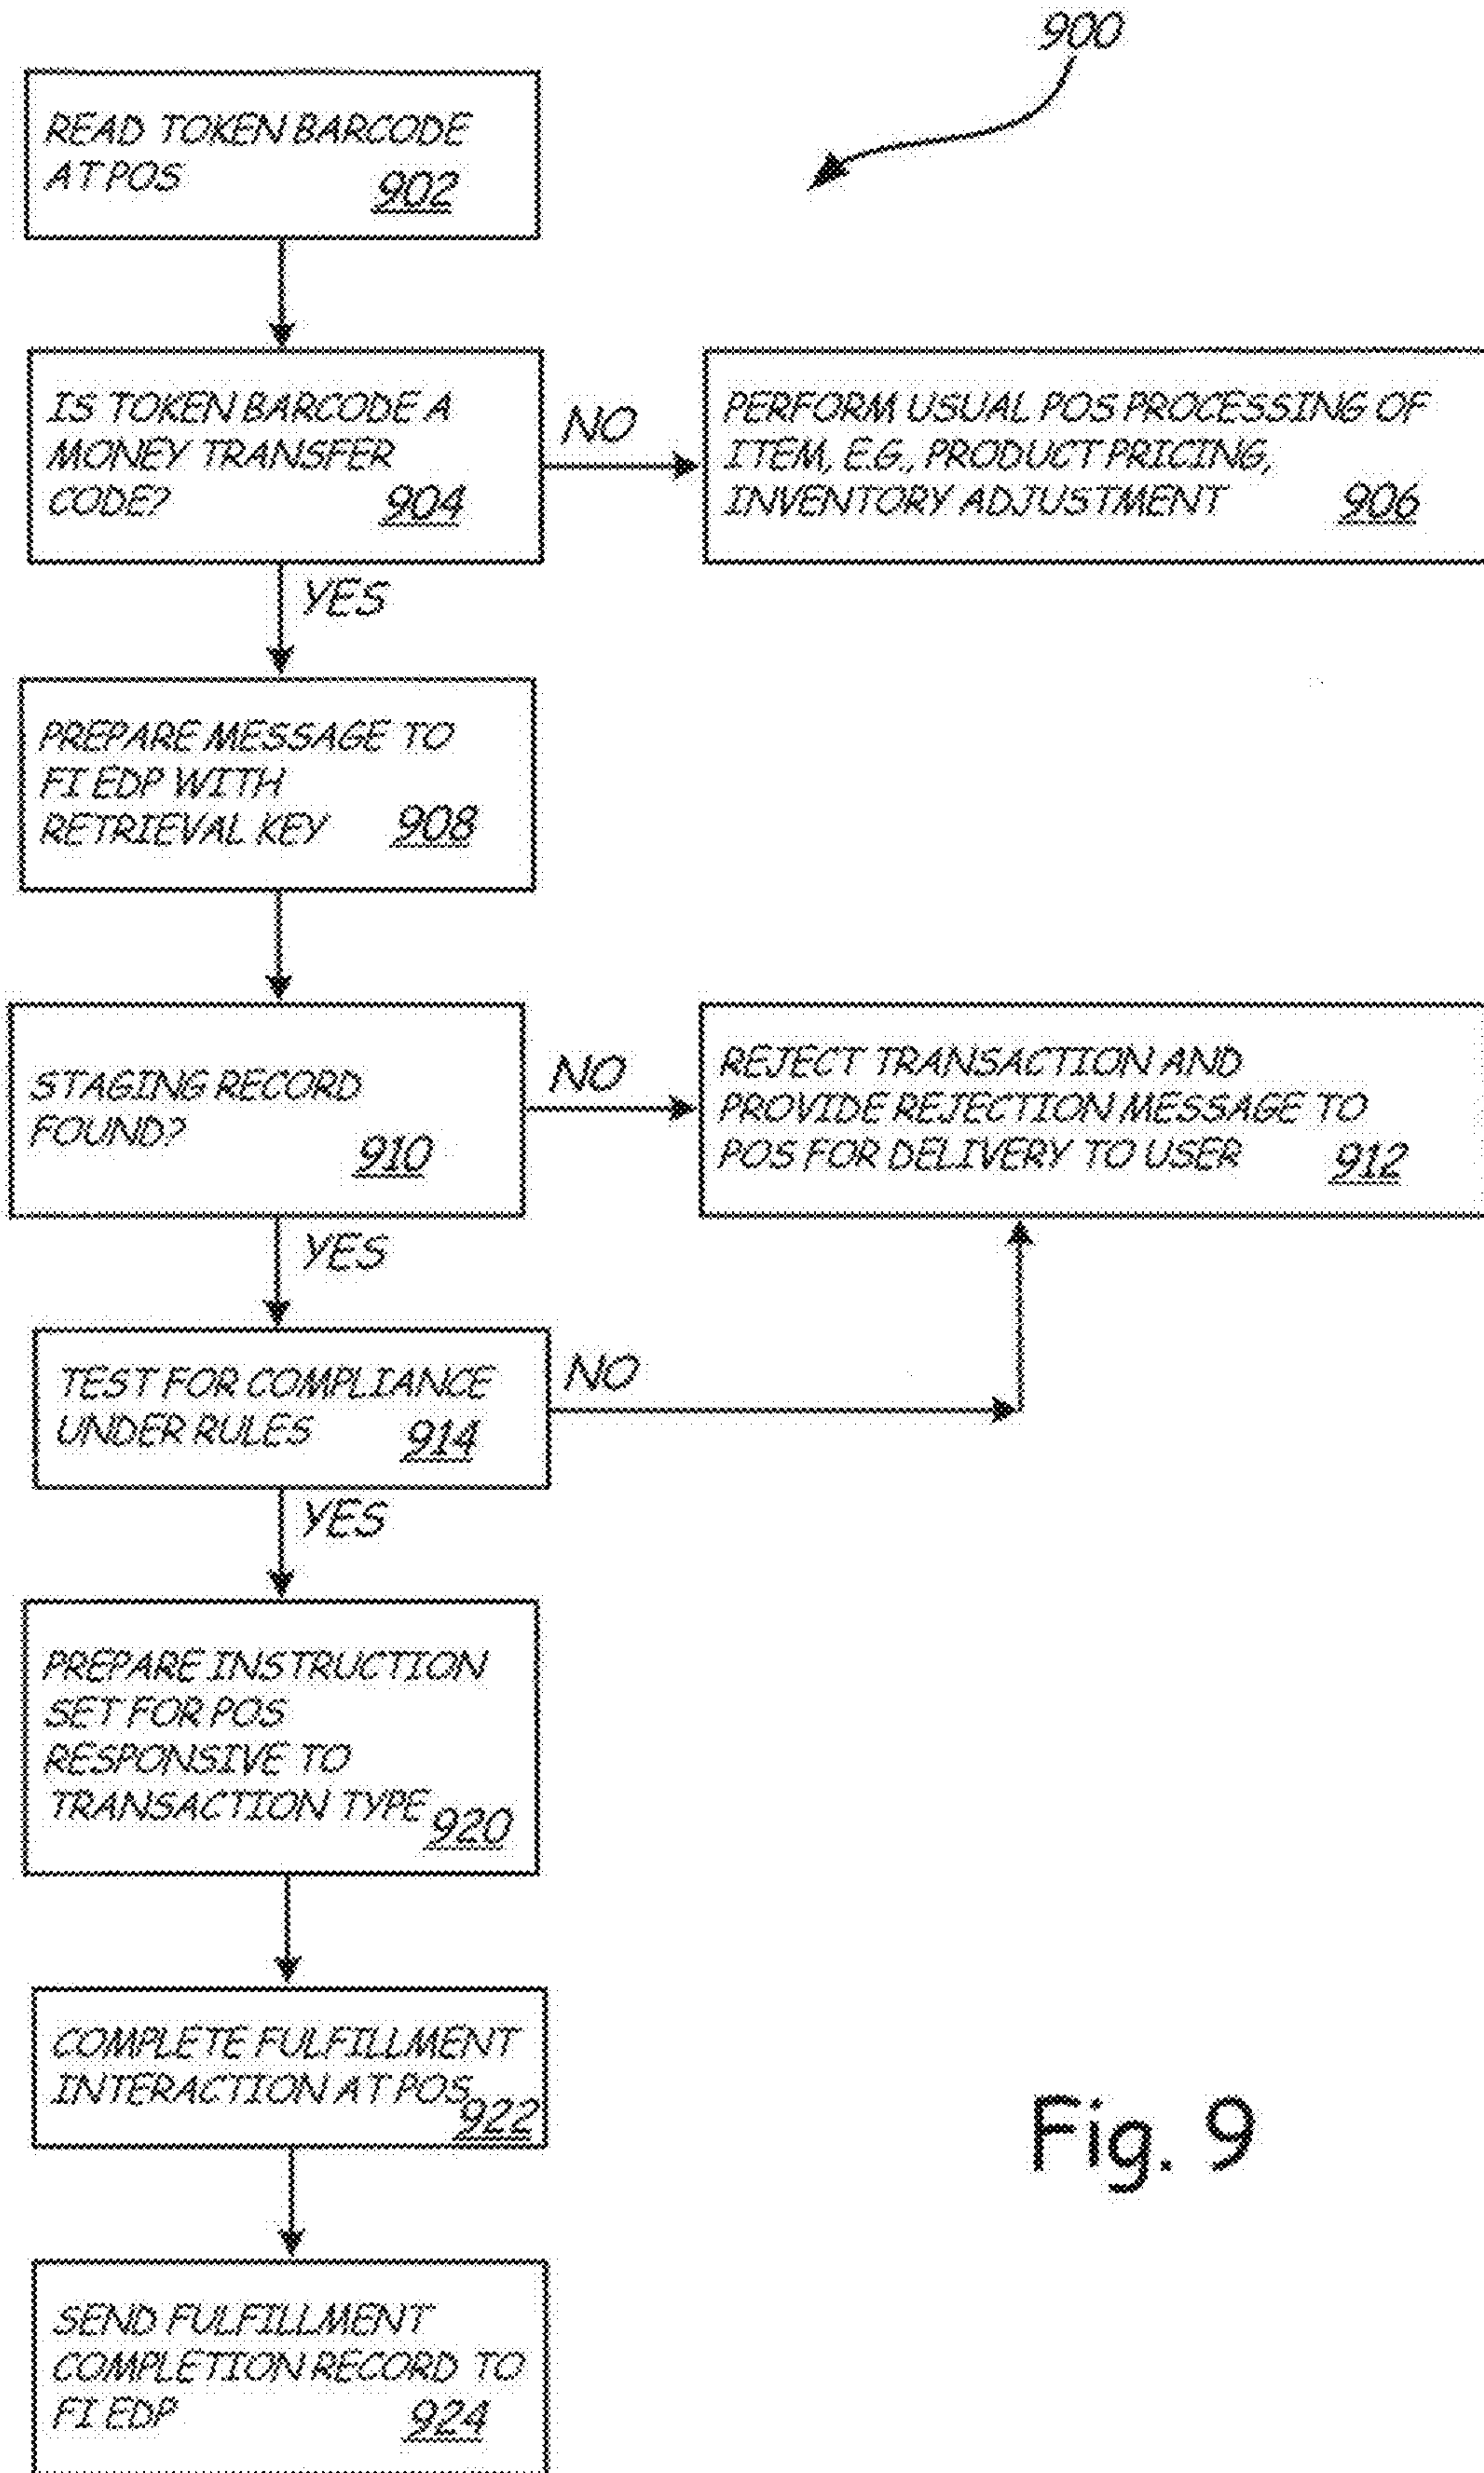 900
READ TOKEN BARCODE
AT POS 902
IS TOKEN BARCODE A
MONEY TRANSFER
CODE? 904
NO
PERFORM USUAL POS PROCESSING OF
ITEM, E.G., PRODUCT PRICING,
INVENTORY ADJUSTMENT 906
YES
PREPARE MESSAGE TO
FI EDP WITH
RETRIEVAL KEY 908
STAGING RECORD
FOUND? 910
NO
REJECT TRANSACTION AND
PROVIDE REJECTION MESSAGE TO
POS FOR DELIVERY TO USER 912
YES
TEST FOR COMPLIANCE
UNDER RULES 914
NO
YES
PREPARE INSTRUCTION
SET FOR POS
RESPONSIVE TO
TRANSACTION TYPE 920
COMPLETE FULFILLMENT
INTERACTION AT POS 922
SEND FULFILLMENT
COMPLETION RECORD TO
FI EDP 924
Fig. 9